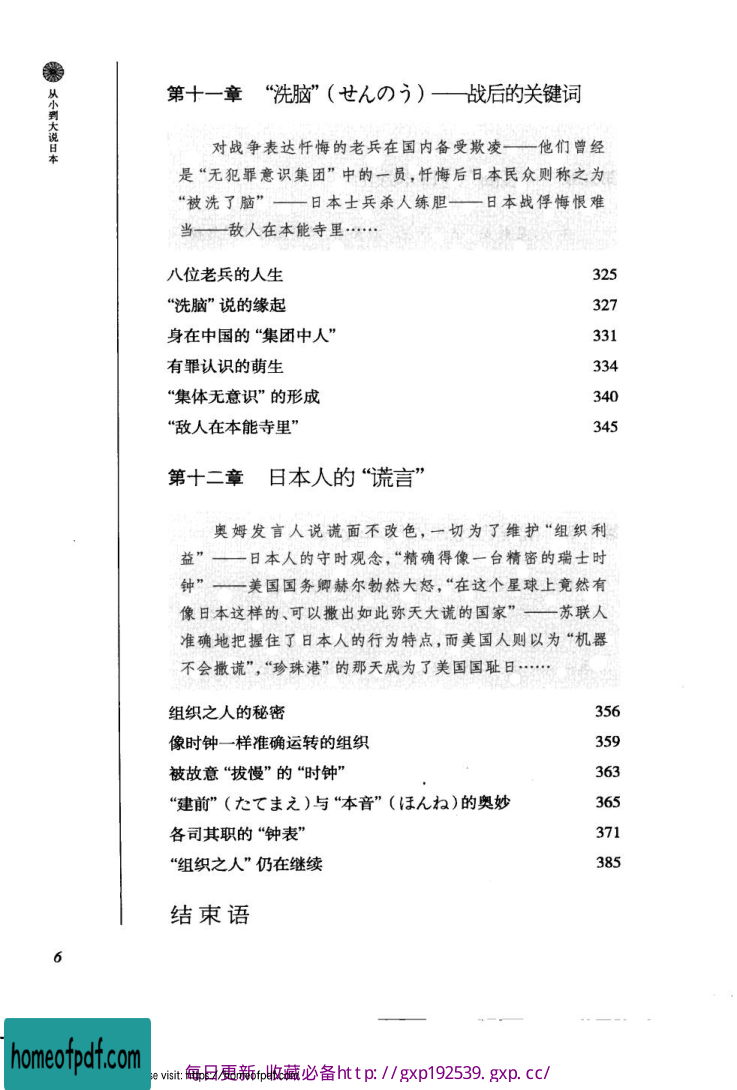 从小到大说日本
第十一章 “洗脑”(せんのう)——战后的关键词
对战争表达忏悔的老兵在国内备受欺凌——他们曾经
是“无犯罪意识集团”中的一员,忏悔后日本民众则称之为
“被洗了脑”——日本士兵杀人练胆——日本战俘悔恨难
当——敌人在本能寺里……
八位老兵的人生 325
“洗脑”说的缘起 327
身在中国的“集团中人” 331
有罪认识的萌生 334
“集体无意识”的形成 340
“敌人在本能寺里” 345
第十二章 日本人的“谎言”
奥姆发言人说谎面不改色,一切为了维护“组织利
益”——日本人的守时观念,“精确得像一台精密的瑞士时
钟”——美国国务卿赫尔勃然大怒,“在这个星球上竟然有
像日本这样的、可以撒出如此弥天大谎的国家”——苏联人
准确地把握住了日本人的行为特点,而美国人则以为“机器
不会撒谎”,“珍珠港”的那天成为了美国国耻日……
组织之人的秘密 356
像时钟一样准确运转的组织 359
被故意“拔慢”的“时钟” 363
“建前”(たてまえ)与“本音”(ほんね)的奥妙 365
各司其职的“钟表” 371
“组织之人”仍在继续 385
结束语
6
homeofpdf.com
se visit: https://homeofpdf.com
每日更新,收藏必备http://gxp192539.gxp.cc/